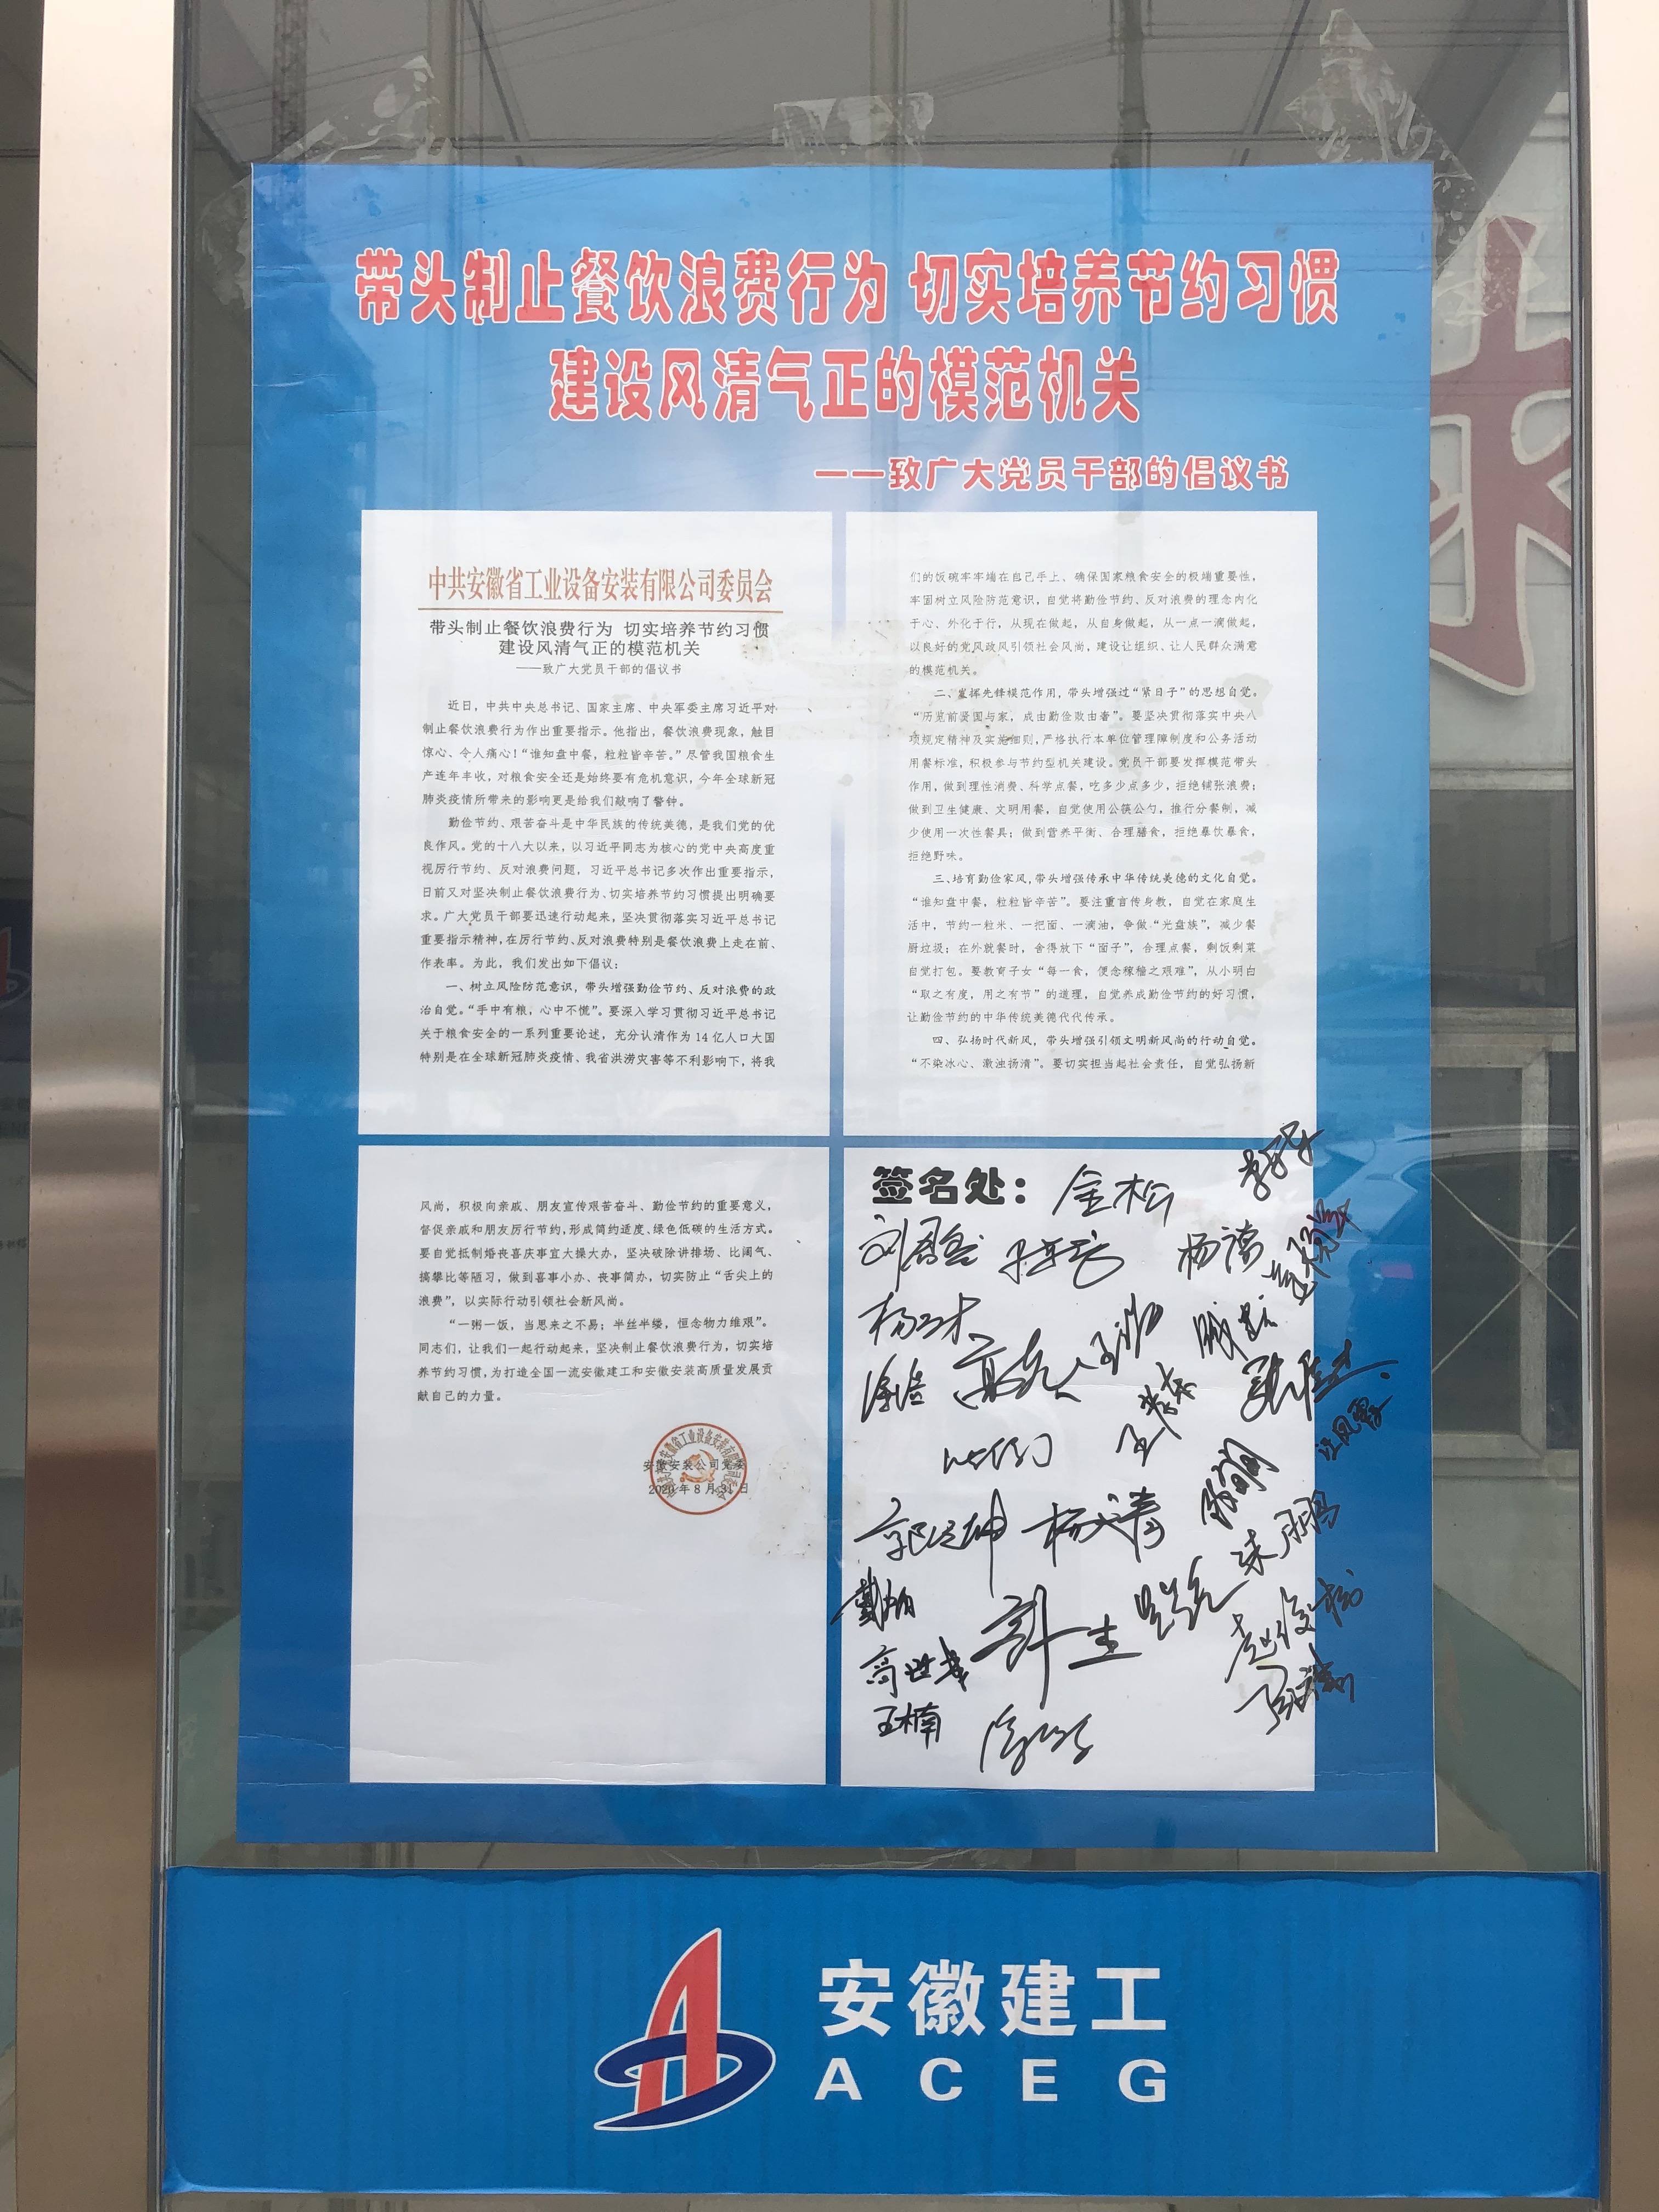 带头制止餐饮浪费行为 切实培养节约习惯
建设风清气正的模范机关
——致广大党员干部的倡议书
中共安徽省工业设备安装有限公司委员会
带头制止餐饮浪费行为 切实培养节约习惯
建设风清气正的模范机关
——致广大党员干部的倡议书
近日，中共中央总书记、国家主席、中央军委主席习近平对
制止餐饮浪费行为作出重要指示。他指出，餐饮浪费现象，触目
惊心、令人痛心！“谁知盘中餐，粒粒皆辛苦。”尽管我国粮食生
产连年丰收，对粮食安全还是始终要有危机意识，今年全球新冠
肺炎疫情所带来的影响更是给我们敲响了警钟。
勤俭节约、艰苦奋斗是中华民族的传统美德，是我们党的优
良作风。党的十八大以来，以习近平同志为核心的党中央高度重
视厉行节约、反对浪费问题，习近平总书记多次作出重要指示，
日前又对坚决制止餐饮浪费行为、切实培养节约习惯提出明确要
求。广大党员干部要迅速行动起来，坚决贯彻落实习近平总书记
重要指示精神，在厉行节约、反对浪费特别是餐饮浪费上走在前、
作表率。为此，我们发出如下倡议：
一、树立风险防范意识，带头增强勤俭节约、反对浪费的政
治自觉。“手中有粮，心中不慌”。要深入学习贯彻习近平总书记
关于粮食安全的一系列重要论述，充分认清作为 14 亿人口大国
特别是在全球新冠肺炎疫情、我省洪涝灾害等不利影响下，将我
们的饭碗牢牢端在自己手上、确保国家粮食安全的极端重要性，
牢固树立风险防范意识，自觉将勤俭节约、反对浪费的理念内化
于心、外化于行，从现在做起，从自身做起，从一点一滴做起，
以良好的党风政风引领社会风尚，建设让组织、让人民群众满意
的模范机关。
二、发挥先锋模范作用，带头增强过“紧日子”的思想自觉。
“历览前贤国与家，成由勤俭败由奢”。要坚决贯彻落实中央八
项规定精神及实施细则，严格执行本单位管理障制度和公务活动
用餐标准，积极参与节约型机关建设。党员干部要发挥模范带头
作用，做到理性消费、科学点餐，吃多少点多少，拒绝铺张浪费；
做到卫生健康、文明用餐，自觉使用公筷公勺，推行分餐制，减
少使用一次性餐具；做到营养平衡、合理膳食，拒绝暴饮暴食，
拒绝野味。
三、培育勤俭家风，带头增强传承中华传统美德的文化自觉。
“谁知盘中餐，粒粒皆辛苦”。要注重言传身教，自觉在家庭生
活中，节约一粒米、一把面、一滴油，争做“光盘族”，减少餐
厨垃圾；在外就餐时，舍得放下“面子”，合理点餐，剩饭剩菜
自觉打包。要教育子女“每一食，便念稼穑之艰难”，从小明白
“取之有度，用之有节”的道理，自觉养成勤俭节约的好习惯，
让勤俭节约的中华传统美德代代传承。
四、弘扬时代新风，带头增强引领文明新风尚的行动自觉。
“不染冰心、激浊扬清”。要切实担当起社会责任，自觉弘扬新
风尚，积极向亲戚、朋友宣传艰苦奋斗、勤俭节约的重要意义，
督促亲戚和朋友厉行节约，形成简约适度、绿色低碳的生活方式。
要自觉抵制婚丧喜庆事宜大操大办，坚决破除讲排场、比阔气、
搞攀比等陋习，做到喜事小办、丧事简办，切实防止“舌尖上的
浪费”，以实际行动引领社会新风尚。
“一粥一饭，当思来之不易；半丝半缕，恒念物力维艰”。
同志们，让我们一起行动起来，坚决制止餐饮浪费行为，切实培
养节约习惯，为打造全国一流安徽建工和安徽安装高质量发展贡
献自己的力量。
安徽安装公司党委
2020 年 8 月 31 日
签名处：
金松
杨涛
杨文涛
朱鹏
高世华
王楠
安徽建工
ACEG